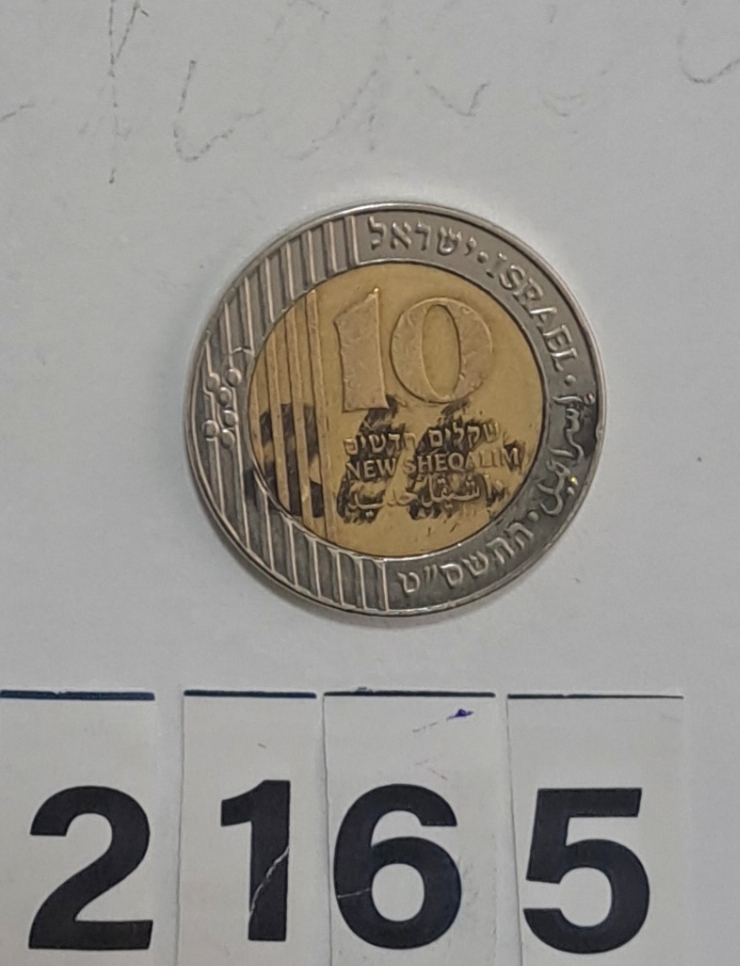 ישראל • ISRAEL • إسرائيل • התשס"ט
10
שקלים חדשים
NEW SHEQALIM
شيقل جديد
2165